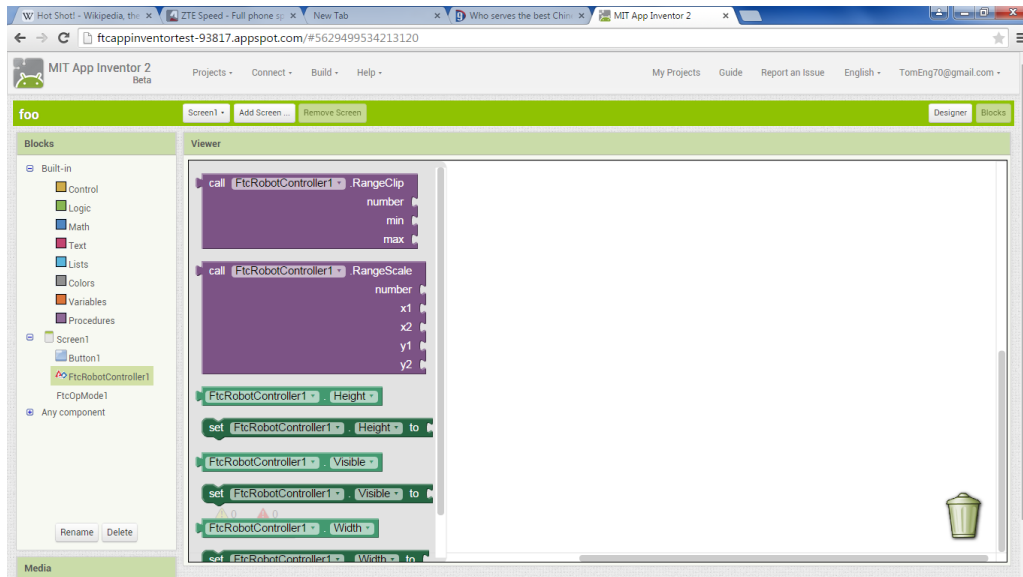 Hot Shot! - Wikipedia, the
ZTE Speed - Full phone sp
New Tab
Who serves the best Chin
MIT App Inventor 2
ftcappinventortest-93817.appspot.com/#5629499534213120
MIT App Inventor 2
Beta
Projects
Connect
Build
Help
My Projects
Guide
Report an Issue
English
TomEng70@gmail.com
foo
Screen1
Add Screen ...
Remove Screen
Designer
Blocks
Blocks
Viewer
Built-in
Control
Logic
Math
Text
Lists
Colors
Variables
Procedures
Screen1
Button1
FtcRobotController1
FtcOpMode1
Any component
Rename
Delete
Media
call FtcRobotController1 .RangeClip
number
min
max
call FtcRobotController1 .RangeScale
number
x1
x2
y1
y2
FtcRobotController1 . Height
set FtcRobotController1 . Height to
FtcRobotController1 . Visible
set FtcRobotController1 . Visible to
0 0
FtcRobotController1 . Width
set FtcRobotController1 . Width to